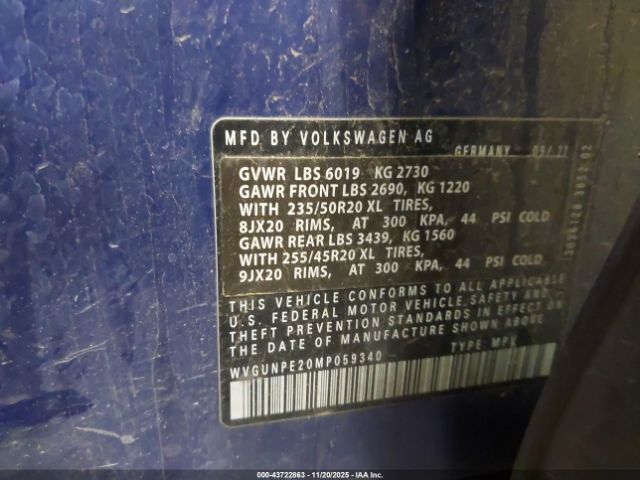 MFD BY VOLKSWAGEN AG
GERMANY 09/21
GVWR LBS 6019 KG 2730
GAWR FRONT LBS 2690, KG 1220
WITH 235/50R20 XL TIRES,
8JX20 RIMS, AT 300 KPA, 44 PSI COLD
GAWR REAR LBS 3439, KG 1560
WITH 255/45R20 XL TIRES,
9JX20 RIMS, AT 300 KPA, 44 PSI COLD
THIS VEHICLE CONFORMS TO ALL APPLICABLE
U.S. FEDERAL MOTOR VEHICLE SAFETY AND
THEFT PREVENTION STANDARDS IN EFFECT ON
THE DATE OF MANUFACTURE SHOWN ABOVE.
WVGUNPE20MP059340 TYPE: MPV
000-43722863 - 11/20/2025 - IAA Inc.